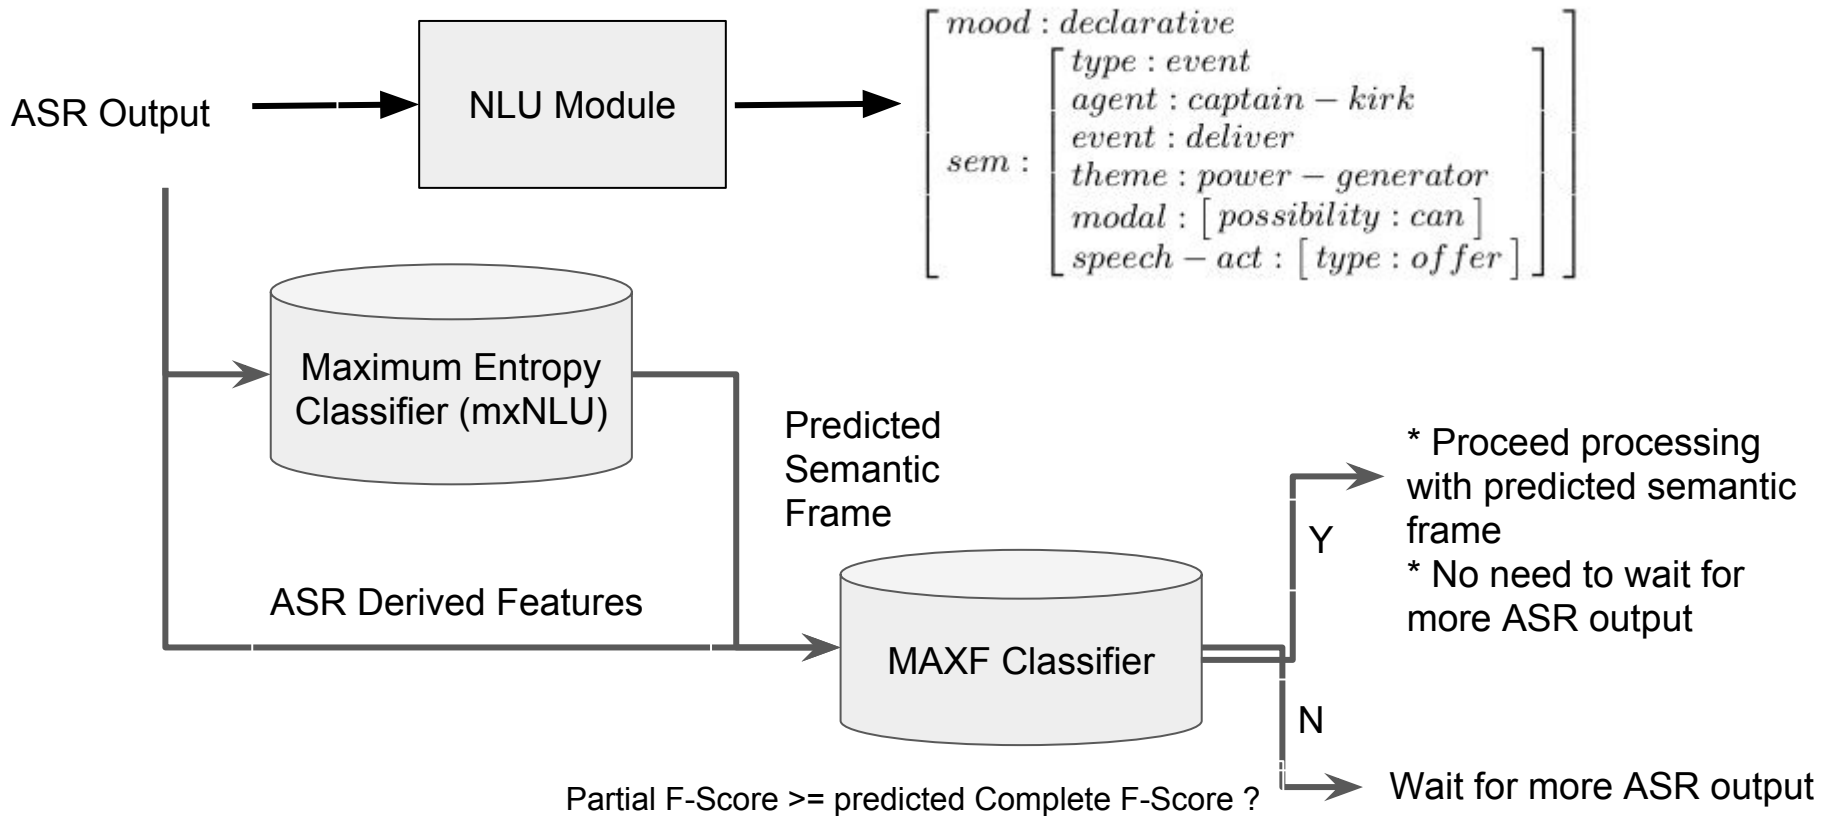 ASR Output
NLU Module
mood : declarative
sem :
type : event
agent : captain − kirk
event : deliver
theme : power − generator
modal : [ possibility : can ]
speech − act : [ type : offer ]
Maximum Entropy
Classifier (mxNLU)
Predicted
Semantic
Frame
ASR Derived Features
MAXF Classifier
Y
* Proceed processing
with predicted semantic
frame
* No need to wait for
more ASR output
N
Wait for more ASR output
Partial F-Score >= predicted Complete F-Score ?